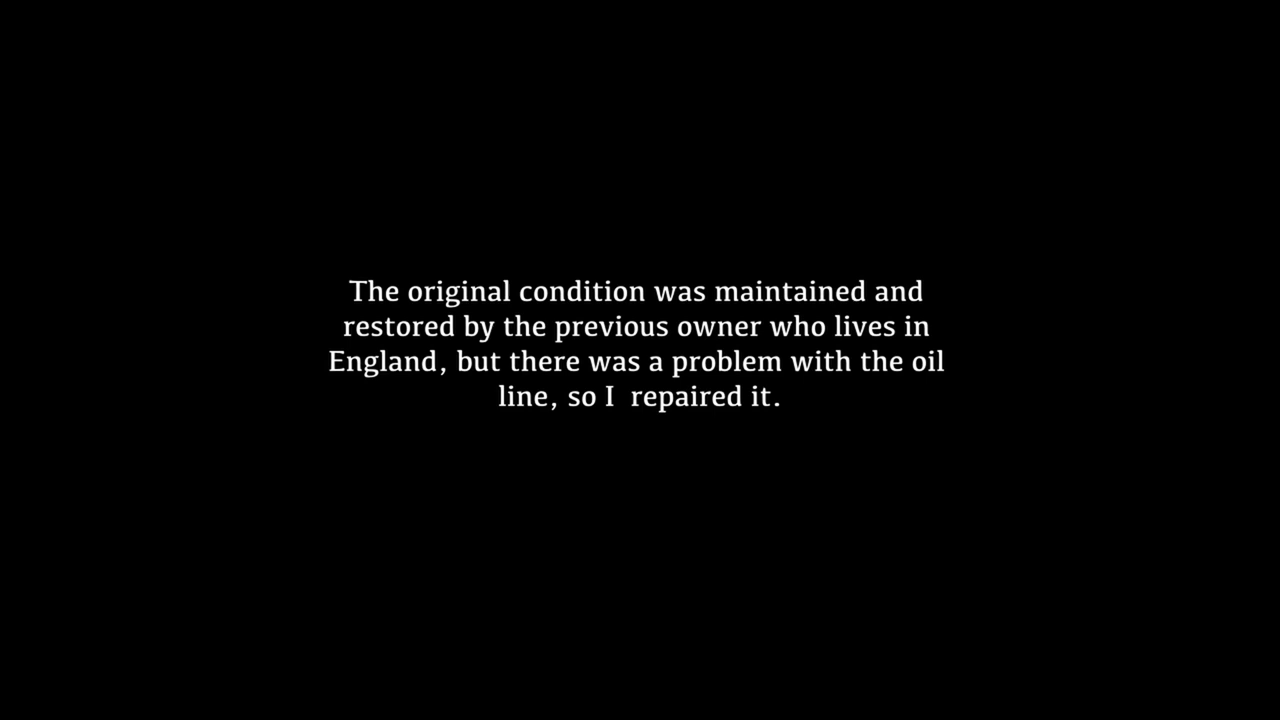 The original condition was maintained and
restored by the previous owner who lives in
England, but there was a problem with the oil
line, so I  repaired it.